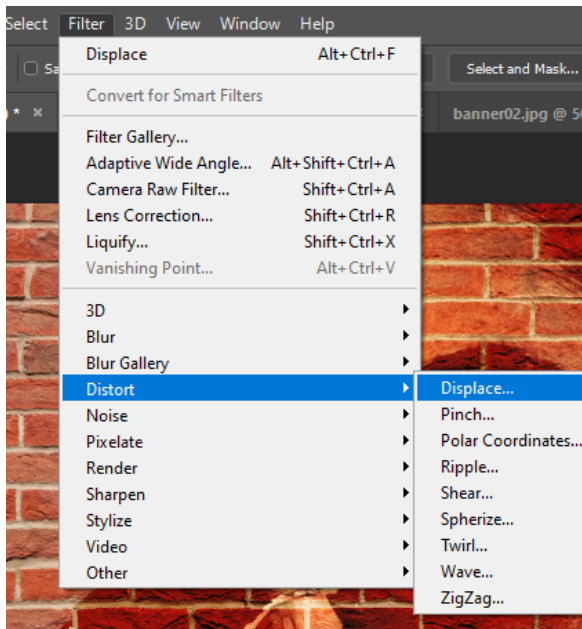 Select Filter 3D View Window Help
Sa
Select and Mask...
* ×
banner02.jpg @ 50
Displace Alt+Ctrl+F
Convert for Smart Filters
Filter Gallery...
Adaptive Wide Angle... Alt+Shift+Ctrl+A
Camera Raw Filter... Shift+Ctrl+A
Lens Correction... Shift+Ctrl+R
Liquify... Shift+Ctrl+X
Vanishing Point... Alt+Ctrl+V
3D
Blur
Blur Gallery
Distort
Noise
Pixelate
Render
Sharpen
Stylize
Video
Other
Displace...
Pinch...
Polar Coordinates...
Ripple...
Shear...
Spherize...
Twirl...
Wave...
ZigZag...